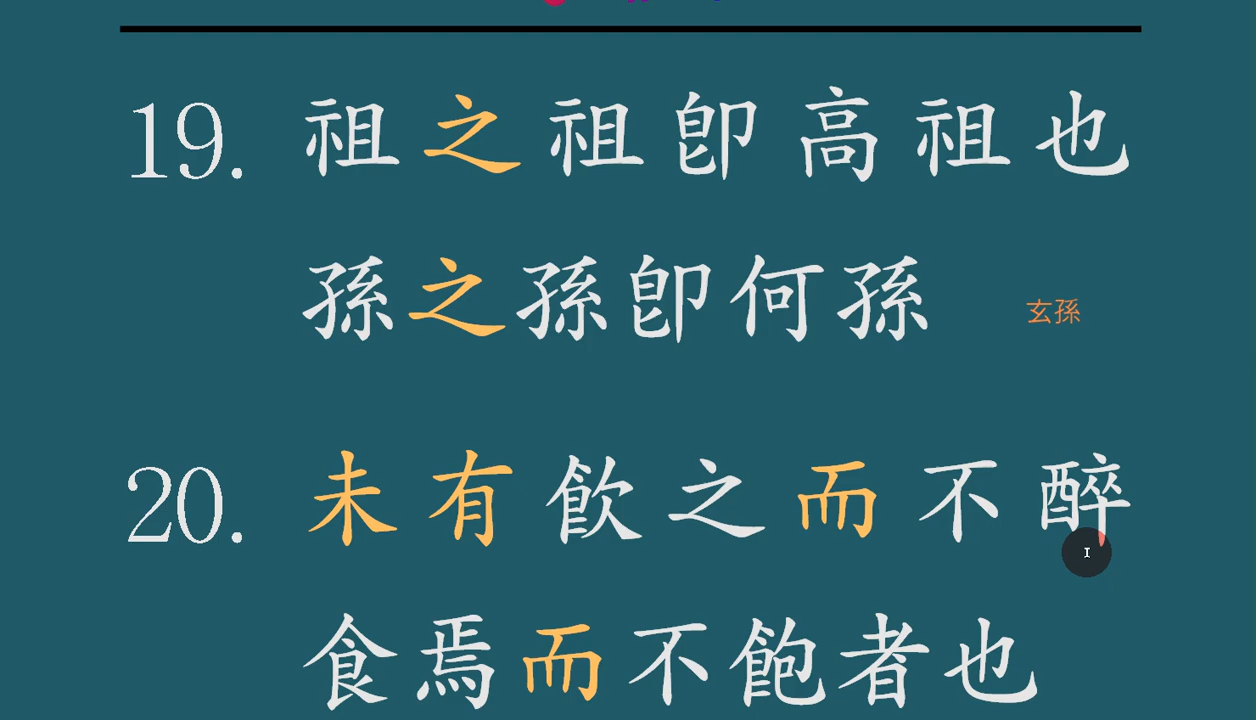 19. 祖之祖卽高祖也
孫之孫卽何孫 玄孫
20. 未有飮之而不醉
食焉而不飽者也